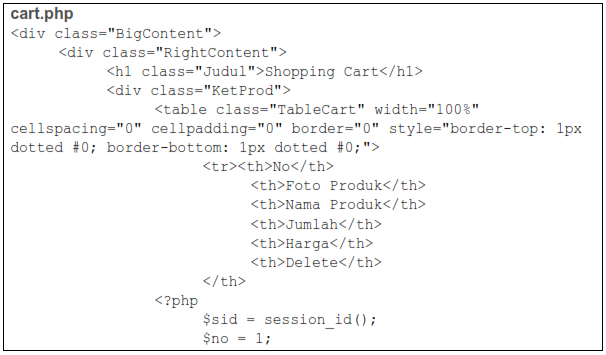 cart.php
<div class="BigContent">
<div class="RightContent">
<h1 class="Judul">Shopping Cart</h1>
<div class="KetProd">
<table class="TableCart" width="100%"
cellspacing="0" cellpadding="0" border="0" style="border-top: 1px
dotted #0; border-bottom: 1px dotted #0;">
<tr><th>No</th>
<th>Foto Produk</th>
<th>Nama Produk</th>
<th>Jumlah</th>
<th>Harga</th>
<th>Delete</th>
</th>
<?php
$sid = session_id();
$no = 1;